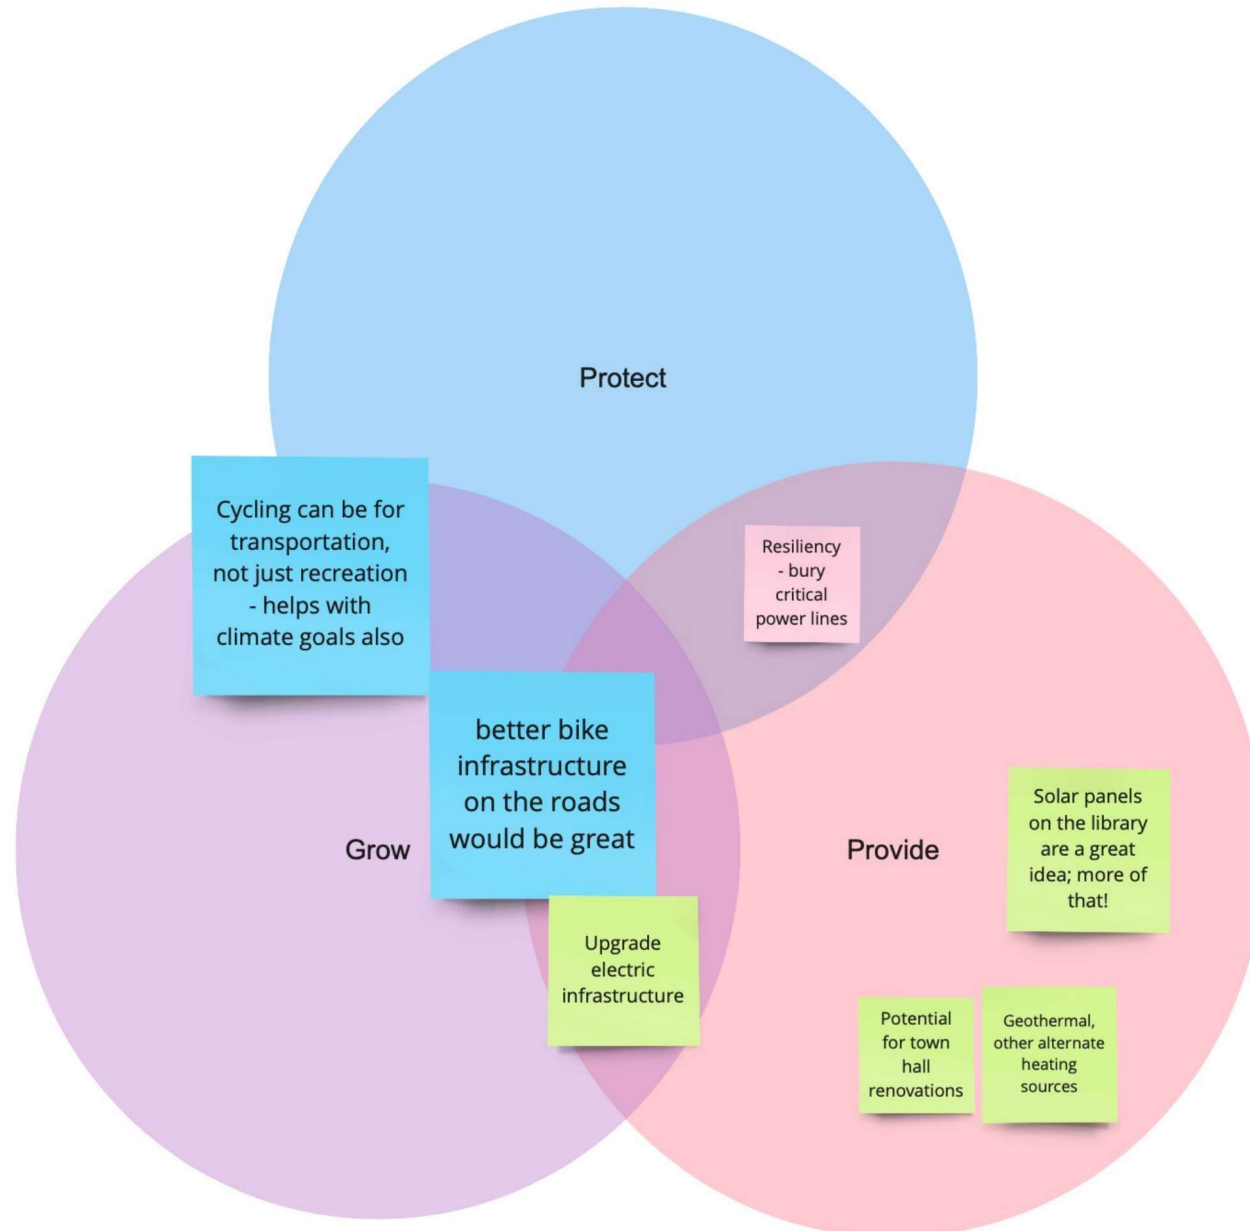 Protect
Cycling can be for
transportation,
not just recreation
- helps with
climate goals also
Resiliency
- bury
critical
power lines
better bike
infrastructure
on the roads
would be great
Grow
Provide
Solar panels
on the library
are a great
idea; more of
that!
Upgrade
electric
infrastructure
Potential
for town
hall
renovations
Geothermal,
other alternate
heating
sources